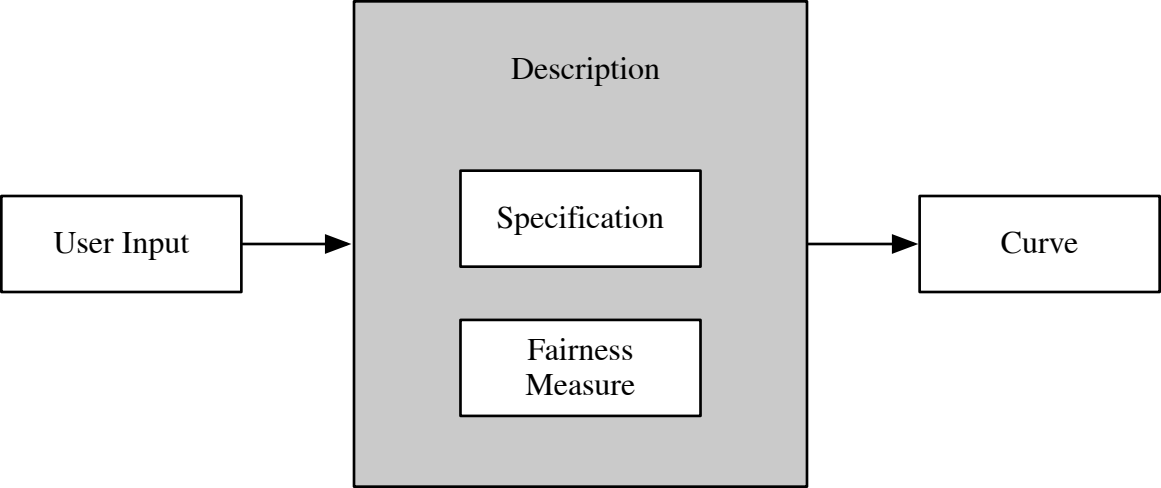 Description
Specification
User Input
Curve
Fairness
Measure